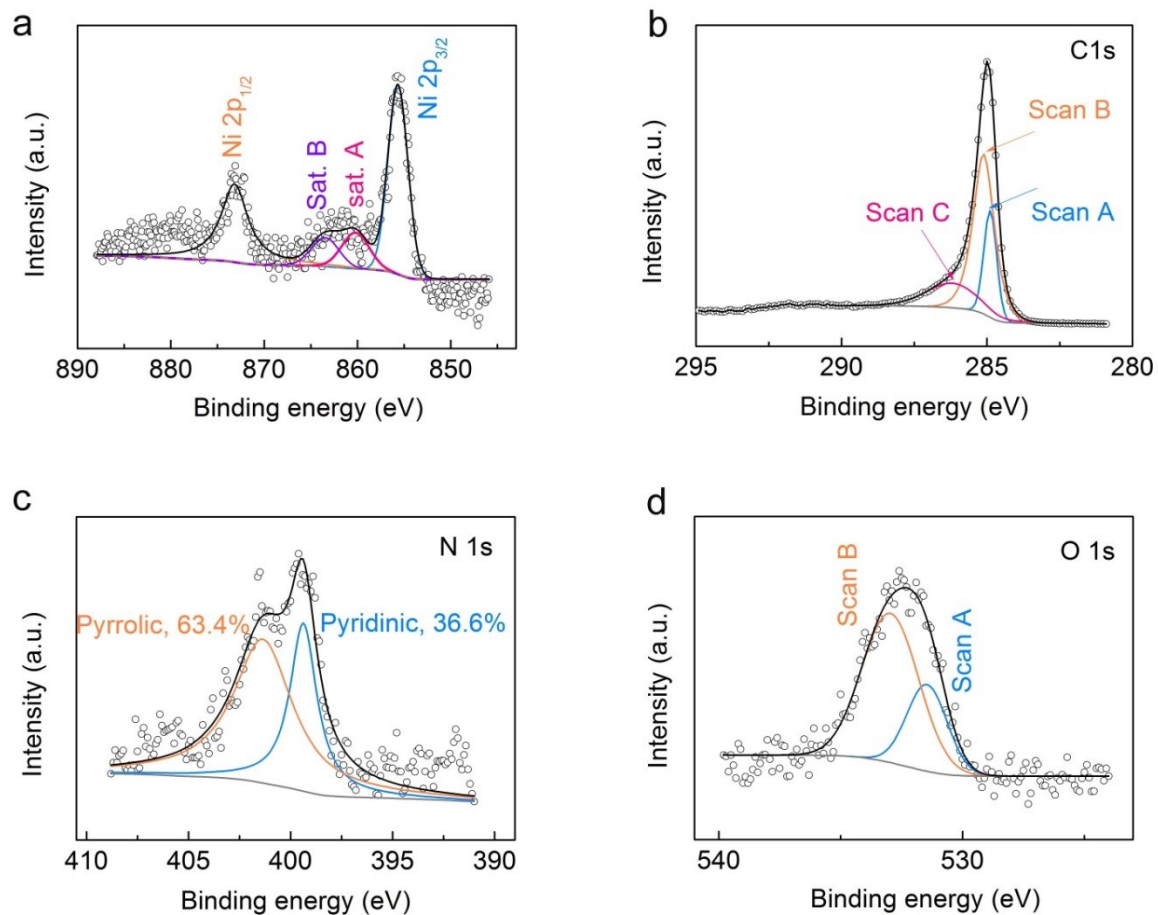 a
Ni 2p1/2
Sat. B
sat. A
Ni 2p3/2
Intensity (a.u.)
890 880 870 860 850
Binding energy (eV)
b
C1s
Scan B
Scan C
Scan A
Intensity (a.u.)
295 290 285 280
Binding energy (eV)
c
N 1s
Pyrrolic, 63.4%
Pyridinic, 36.6%
Intensity (a.u.)
410 405 400 395 390
Binding energy (eV)
d
O 1s
Scan B
Scan A
Intensity (a.u.)
540 530
Binding energy (eV)